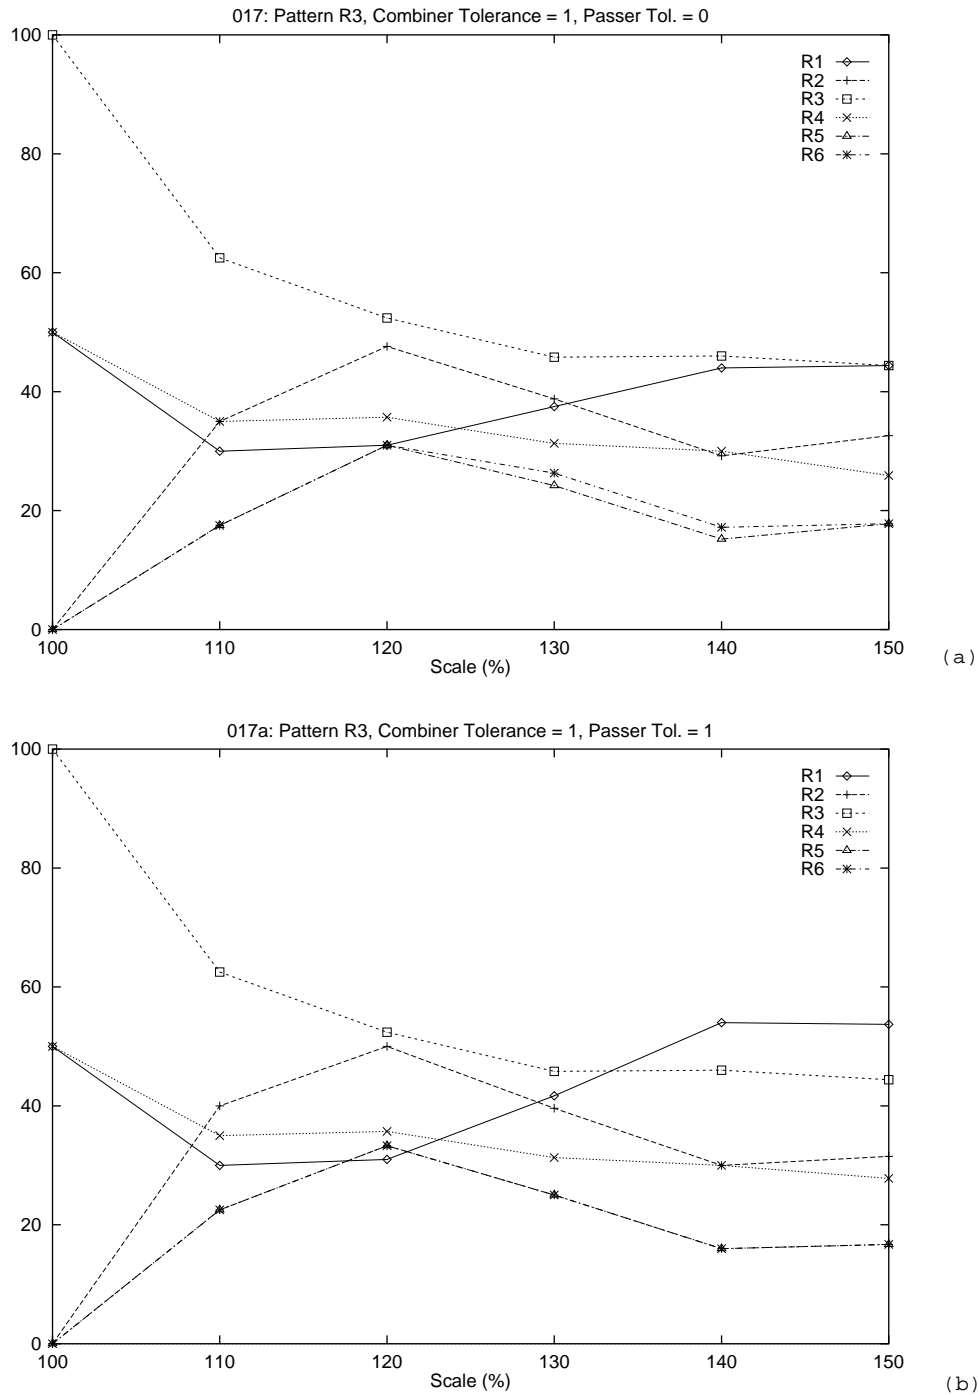 017: Pattern R3, Combiner Tolerance = 1, Passer Tol. = 0
100
80
60
40
20
0
R1
R2
R3
R4
R5
R6
100 110 120 130 140 150
Scale (%)
(a)
017a: Pattern R3, Combiner Tolerance = 1, Passer Tol. = 1
100
80
60
40
20
0
R1
R2
R3
R4
R5
R6
100 110 120 130 140 150
Scale (%)
(b)